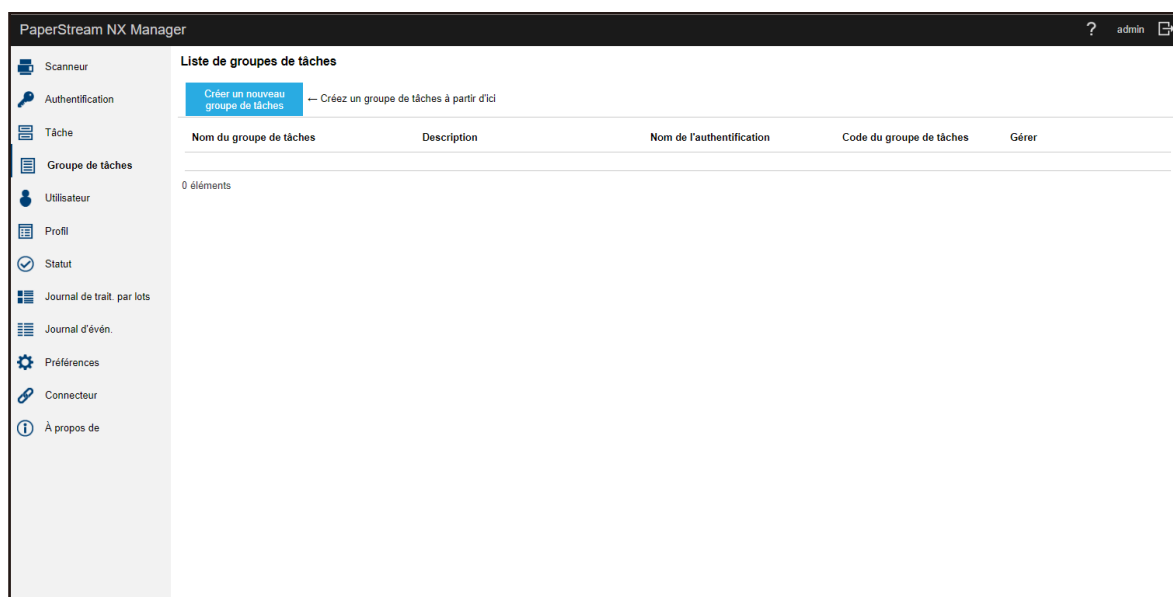 PaperStream NX Manager
? admin
Scanneur
Authentification
Tâche
Groupe de tâches
Utilisateur
Profil
Statut
Journal de trait. par lots
Journal d'évén.
Préférences
Connecteur
À propos de
Liste de groupes de tâches
Créer un nouveau
groupe de tâches
← Créez un groupe de tâches à partir d'ici
Nom du groupe de tâches Description Nom de l'authentification Code du groupe de tâches Gérer
0 éléments